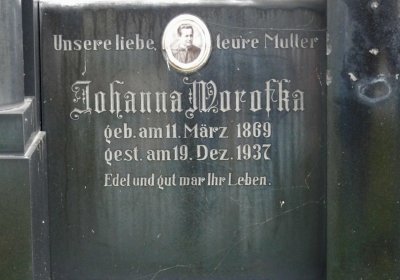 Unsere liebe, teure Mutter
Johanna Morofka
geb. am 11. März 1869
gest. am 19. Dez. 1937
Edel und gut war Ihr Leben.